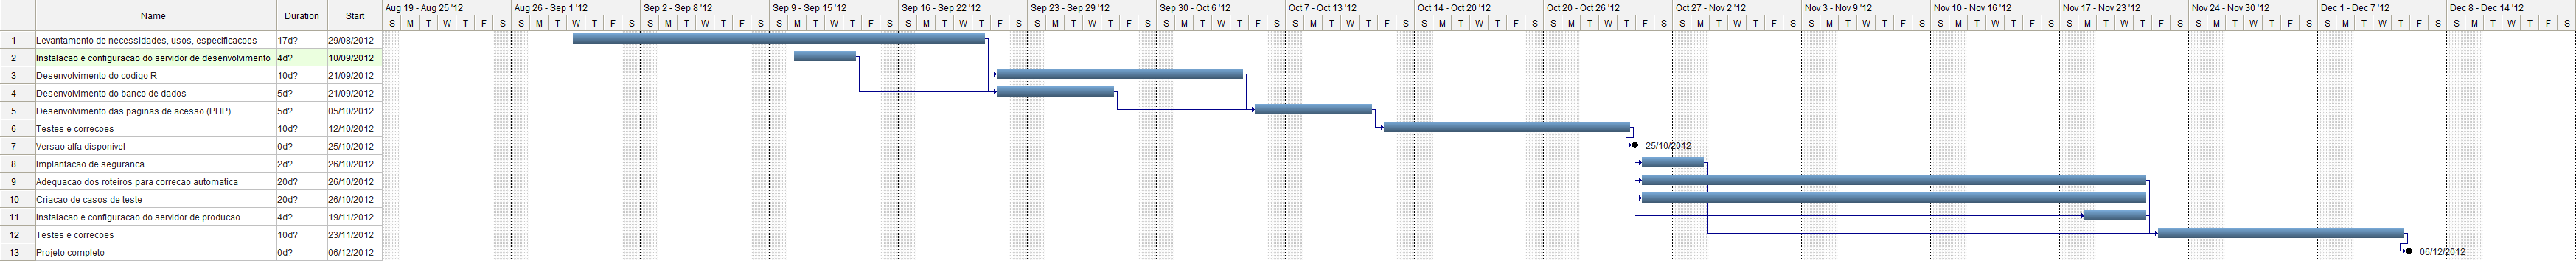 Name Duration Start Aug 19 - Aug 25 '12 Aug 26 - Sep 1 '12 Sep 2 - Sep 8 '12 Sep 9 - Sep 15 '12 Sep 16 - Sep 22 '12 Sep 23 - Sep 29 '12 Sep 30 - Oct 6 '12 Oct 7 - Oct 13 '12 Oct 14 - Oct 20 '12 Oct 20 - Oct 26 '12 Oct 27 - Nov 2 '12 Nov 3 - Nov 9 '12 Nov 10 - Nov 16 '12 Nov 17 - Nov 23 '12 Nov 24 - Nov 30 '12 Dec 1 - Dec 7 '12 Dec 8 - Dec 14 '12
S M T W T F S S M T W T F S S M T W T F S S M T W T F S S M T W T F S S M T W T F S S M T W T F S S M T W T F S S M T W T F S S M T W T F S S M T W T F S S M T W T F S S M T W T F S S M T W T F S S M T W T F S S M T W T F S S M T W T F S
1 Levantamento de necessidades, usos, especificacoes 17d? 29/08/2012
2 Instalacao e configuracao do servidor de desenvolvimento 4d? 10/09/2012
3 Desenvolvimento do codigo R 10d? 21/09/2012
4 Desenvolvimento do banco de dados 5d? 21/09/2012
5 Desenvolvimento das paginas de acesso (PHP) 5d? 05/10/2012
6 Testes e correcoes 10d? 12/10/2012
7 Versao alfa disponivel 0d? 25/10/2012 25/10/2012
8 Implantacao de seguranca 2d? 26/10/2012
9 Adequacao dos roteiros para correcao automatica 20d? 26/10/2012
10 Criacao de casos de teste 20d? 26/10/2012
11 Instalacao e configuracao do servidor de producao 4d? 19/11/2012
12 Testes e correcoes 10d? 23/11/2012
13 Projeto completo 0d? 06/12/2012 06/12/2012